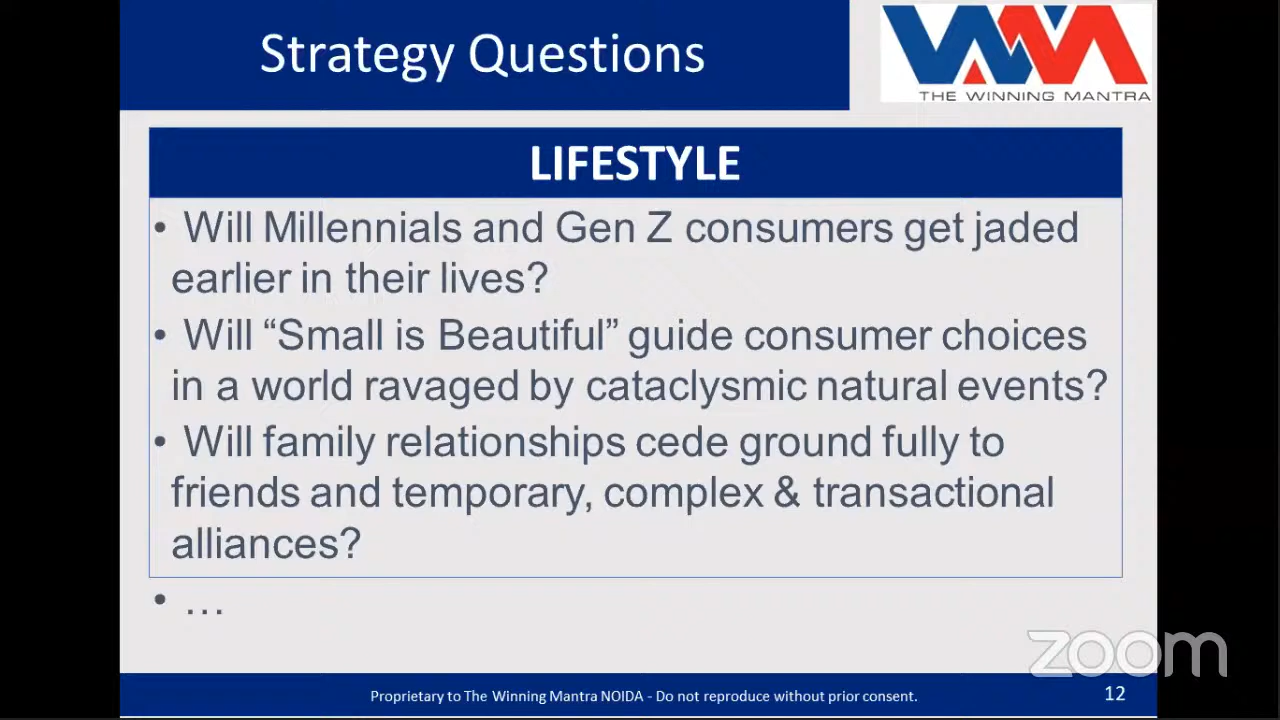 Strategy Questions
WM
THE WINNING MANTRA
LIFESTYLE
• Will Millennials and Gen Z consumers get jaded
earlier in their lives?
• Will “Small is Beautiful” guide consumer choices
in a world ravaged by cataclysmic natural events?
• Will family relationships cede ground fully to
friends and temporary, complex & transactional
alliances?
• …
zoom
Proprietary to The Winning Mantra NOIDA - Do not reproduce without prior consent.
12